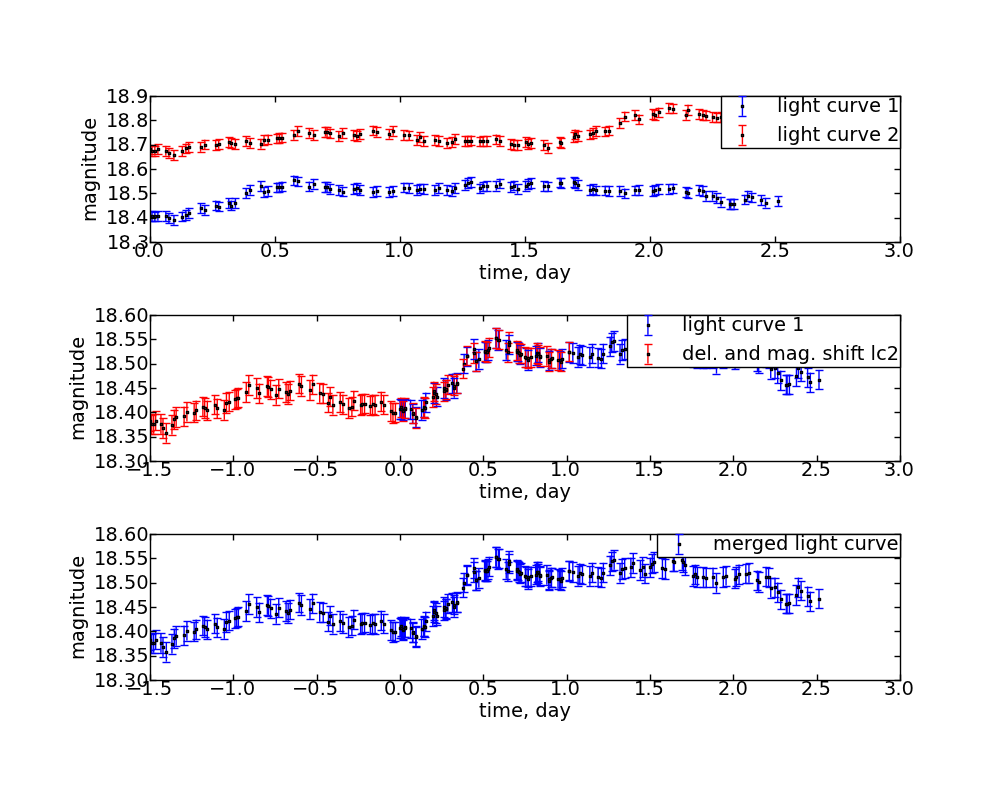 18.9
18.8
18.7
18.6
18.5
18.4
18.3
magnitude
light curve 1
light curve 2
0.0 0.5 1.0 1.5 2.0 2.5 3.0
time, day
18.60
18.55
18.50
18.45
18.40
18.35
18.30
magnitude
light curve 1
del. and mag. shift lc2
−1.5 −1.0 −0.5 0.0 0.5 1.0 1.5 2.0 2.5 3.0
time, day
18.60
18.55
18.50
18.45
18.40
18.35
18.30
magnitude
merged light curve
−1.5 −1.0 −0.5 0.0 0.5 1.0 1.5 2.0 2.5 3.0
time, day